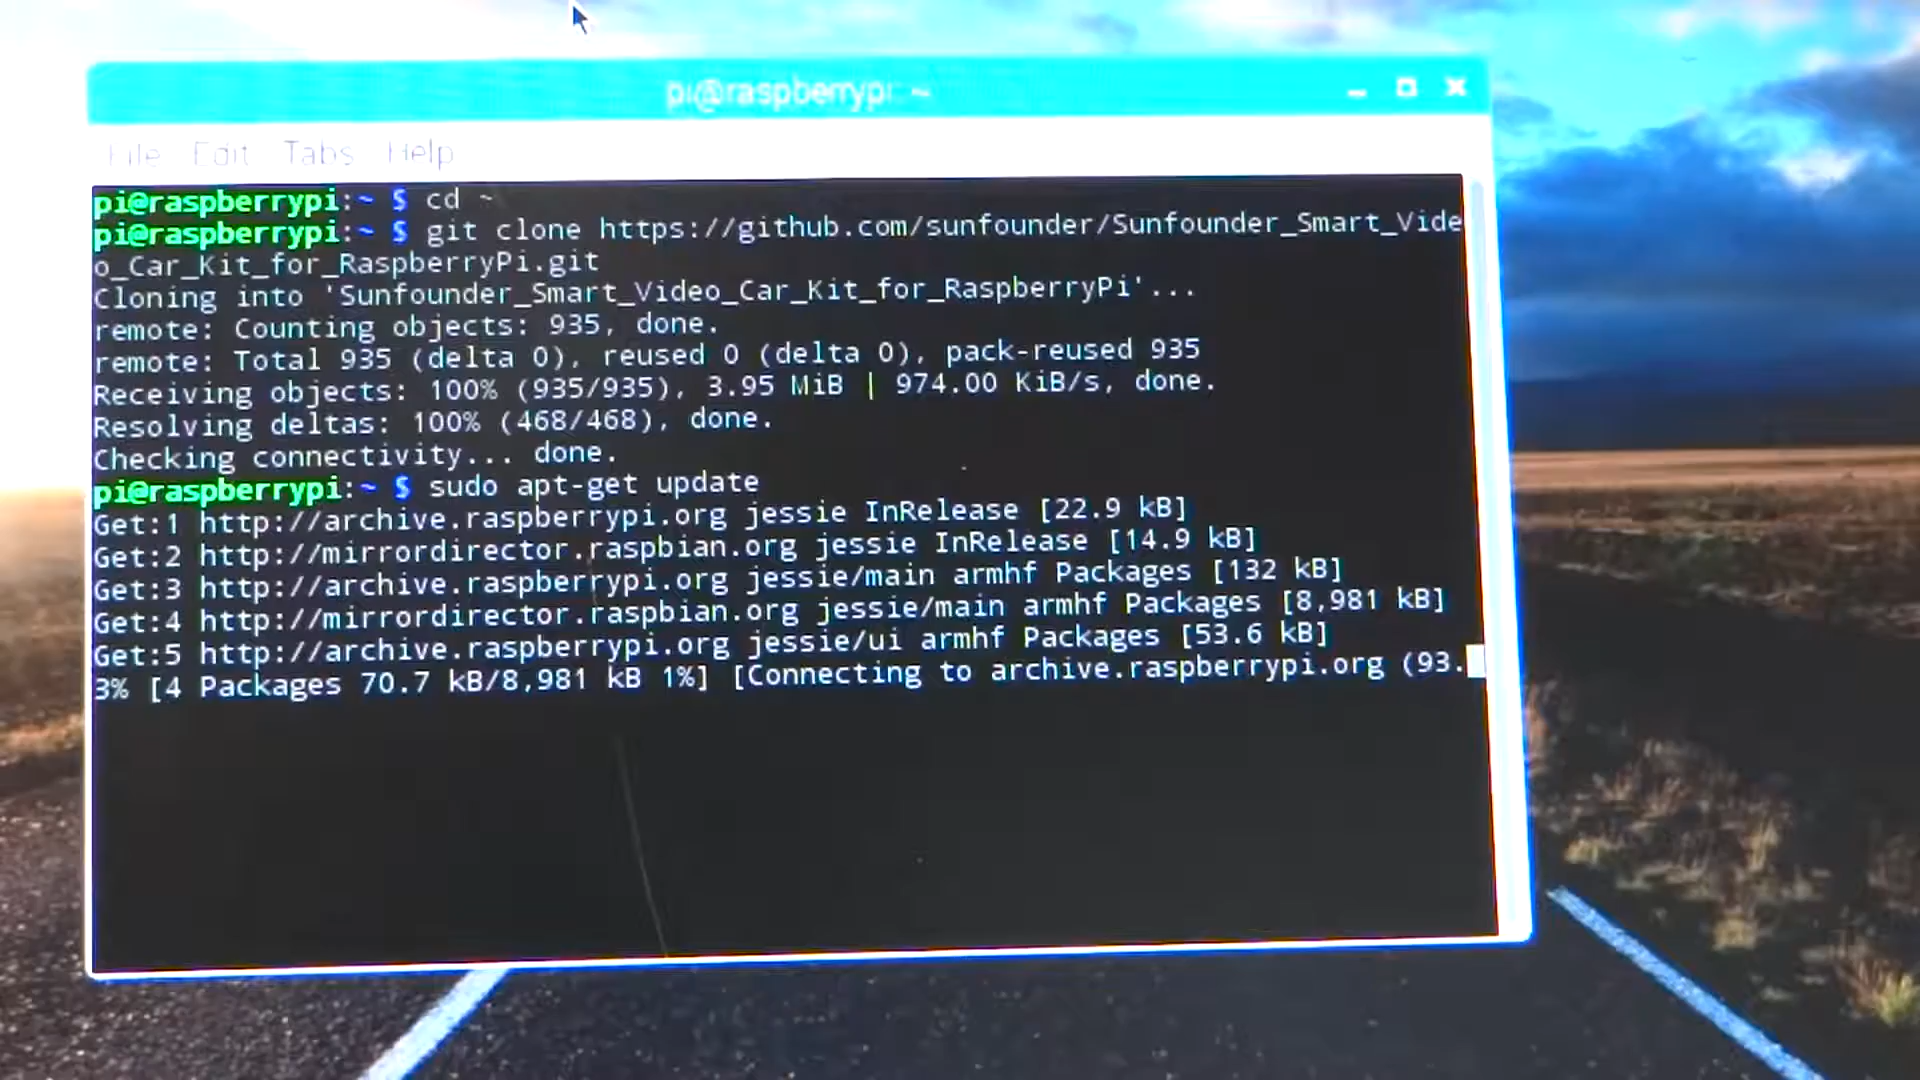 pi@raspberrypi: ~
File Edit Tabs Help
pi@raspberrypi:~ $ cd ~
pi@raspberrypi:~ $ git clone https://github.com/sunfounder/Sunfounder_Smart_Vide
o_Car_Kit_for_RaspberryPi.git
Cloning into 'Sunfounder_Smart_Video_Car_Kit_for_RaspberryPi'...
remote: Counting objects: 935, done.
remote: Total 935 (delta 0), reused 0 (delta 0), pack-reused 935
Receiving objects: 100% (935/935), 3.95 MiB | 974.00 KiB/s, done.
Resolving deltas: 100% (468/468), done.
Checking connectivity... done.
pi@raspberrypi:~ $ sudo apt-get update
Get:1 http://archive.raspberrypi.org jessie InRelease [22.9 kB]
Get:2 http://mirrordirector.raspbian.org jessie InRelease [14.9 kB]
Get:3 http://archive.raspberrypi.org jessie/main armhf Packages [132 kB]
Get:4 http://mirrordirector.raspbian.org jessie/main armhf Packages [8,981 kB]
Get:5 http://archive.raspberrypi.org jessie/ui armhf Packages [53.6 kB]
3% [4 Packages 70.7 kB/8,981 kB 1%] [Connecting to archive.raspberrypi.org (93.